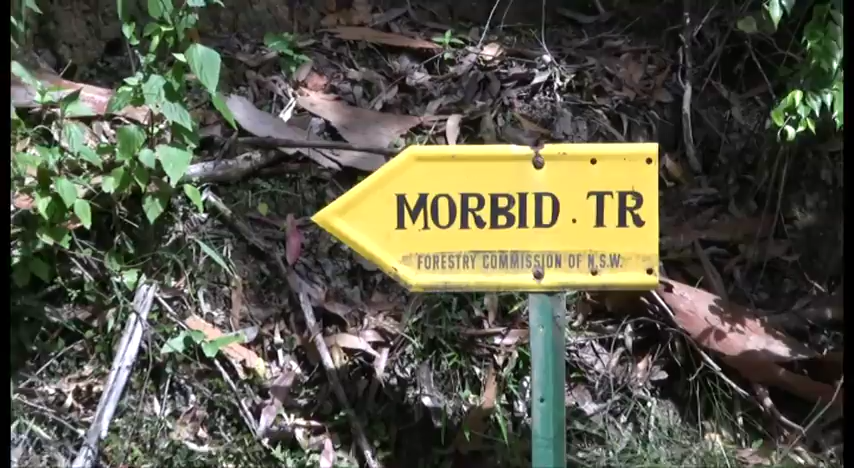 MORBID . TR
FORESTRY COMMISSION OF N.S.W.